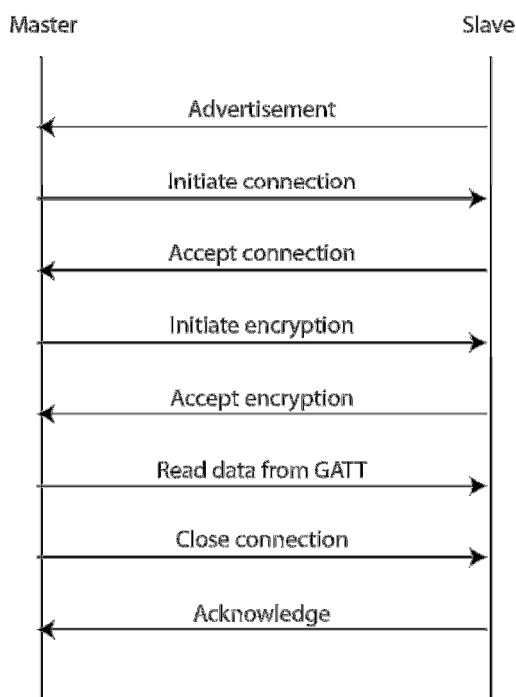 Master
Slave
Advertisement
Initiate connection
Accept connection
Initiate encryption
Accept encryption
Read data from GATT
Close connection
Acknowledge